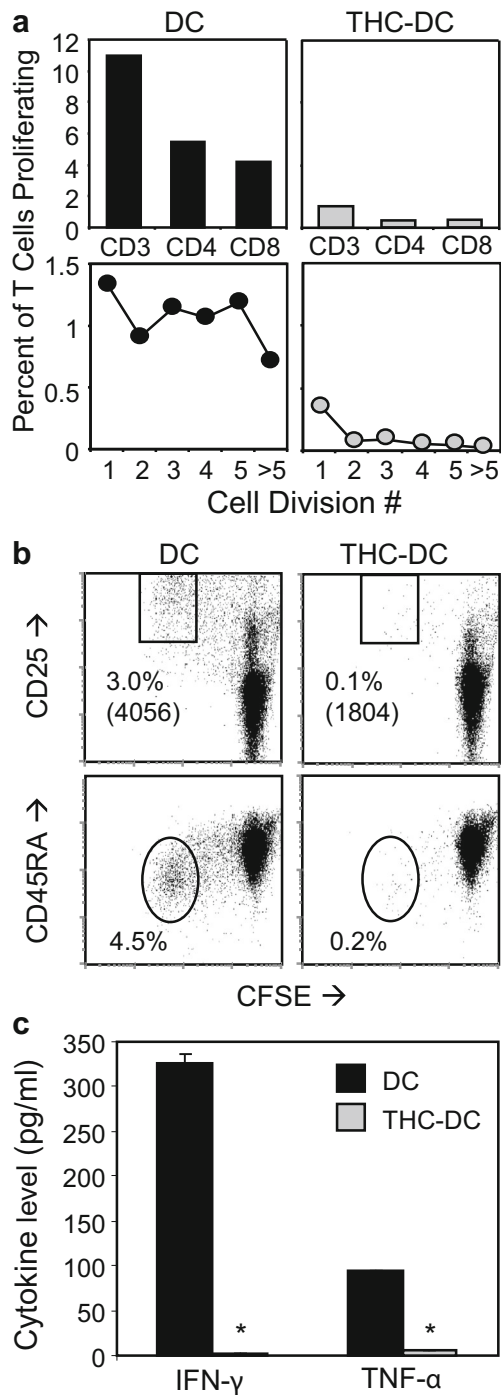 a
DC THC-DC
Percent of T Cells Proliferating
12
10
8
6
4
2
0
CD3 CD4 CD8 CD3 CD4 CD8
1.5
1
0.5
0
1 2 3 4 5 >5 1 2 3 4 5 >5
Cell Division #
b
DC THC-DC
CD25 →
3.0% 0.1%
(4056) (1804)
CD45RA →
4.5% 0.2%
CFSE →
c
Cytokine level (pg/ml)
350
300
250
200
150
100
50
0
DC
THC-DC
* *
IFN-γ TNF-α